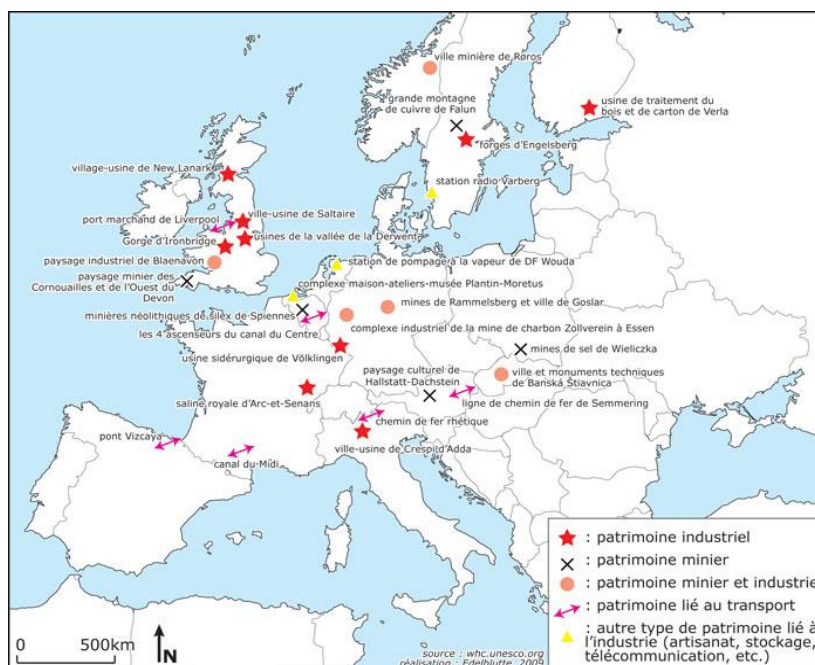 ville minière de Røros
grande montagne
de cuivre de Falun
usine de traitement du
bois et de carton de Verla
forges d'Engelsberg
village-usine de New Lanark
station radio Varberg
port marchand de Liverpool
ville-usine de Saltaire
Gorge d'Ironbridge
usines de la vallée de la Derwent
paysage industriel de Blaenavon
station de pompage à la vapeur de DF Wouda
paysage minier des
Cornouailles et de l'Ouest du
Devon
complexe maison-ateliers-musée Plantin-Moretus
mines de Rammelsberg et ville de Goslar
minières néolithiques de silex de Spiennes
complexe industriel de la mine de charbon Zollverein à Essen
les 4 ascenseurs du canal du Centre
usine sidérurgique de Völklingen
mines de sel de Wieliczka
paysage culturel de
Hallstatt-Dachstein
ville et monuments techniques
de Banská Štiavnica
saline royale d'Arc-et-Senans
ligne de chemin de fer de Semmering
chemin de fer rhétique
pont Vizcaya
ville-usine de Crespi d'Adda
canal du Midi
: patrimoine industriel
: patrimoine minier
: patrimoine minier et industrie
: patrimoine lié au transport
: autre type de patrimoine lié à
l'industrie (artisanat, stockage,
télécommunication, etc.)
0 500km
N
source : whc.unesco.org
réalisation : Edelblutte, 2009